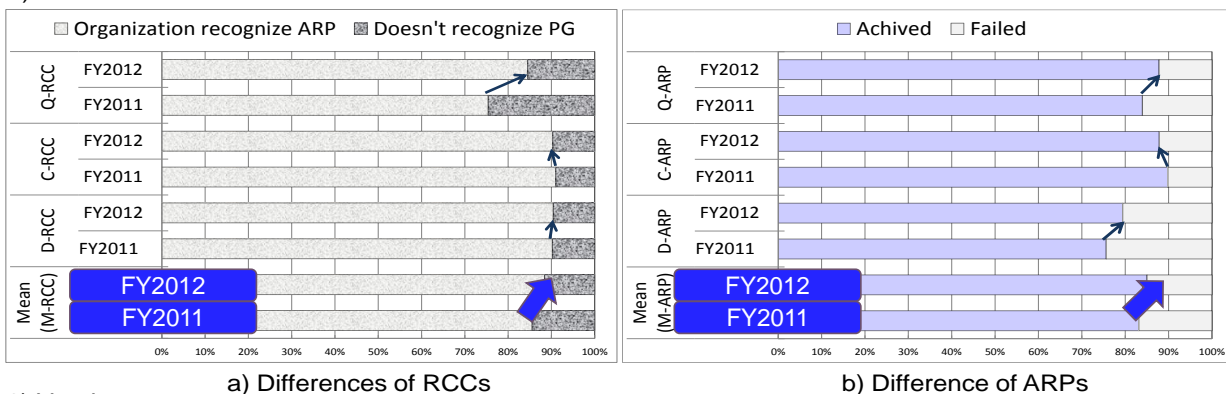 Organization recognize ARP Doesn't recognize PG
Q-RCC
FY2012
FY2011
C-RCC
FY2012
FY2011
D-RCC
FY2012
FY2011
Mean
(M-RCC)
FY2012
FY2011
0% 10% 20% 30% 40% 50% 60% 70% 80% 90% 100%
a) Differences of RCCs
Achived Failed
Q-ARP
FY2012
FY2011
C-ARP
FY2012
FY2011
D-ARP
FY2012
FY2011
Mean
(M-ARP)
FY2012
FY2011
0% 10% 20% 30% 40% 50% 60% 70% 80% 90% 100%
b) Difference of ARPs